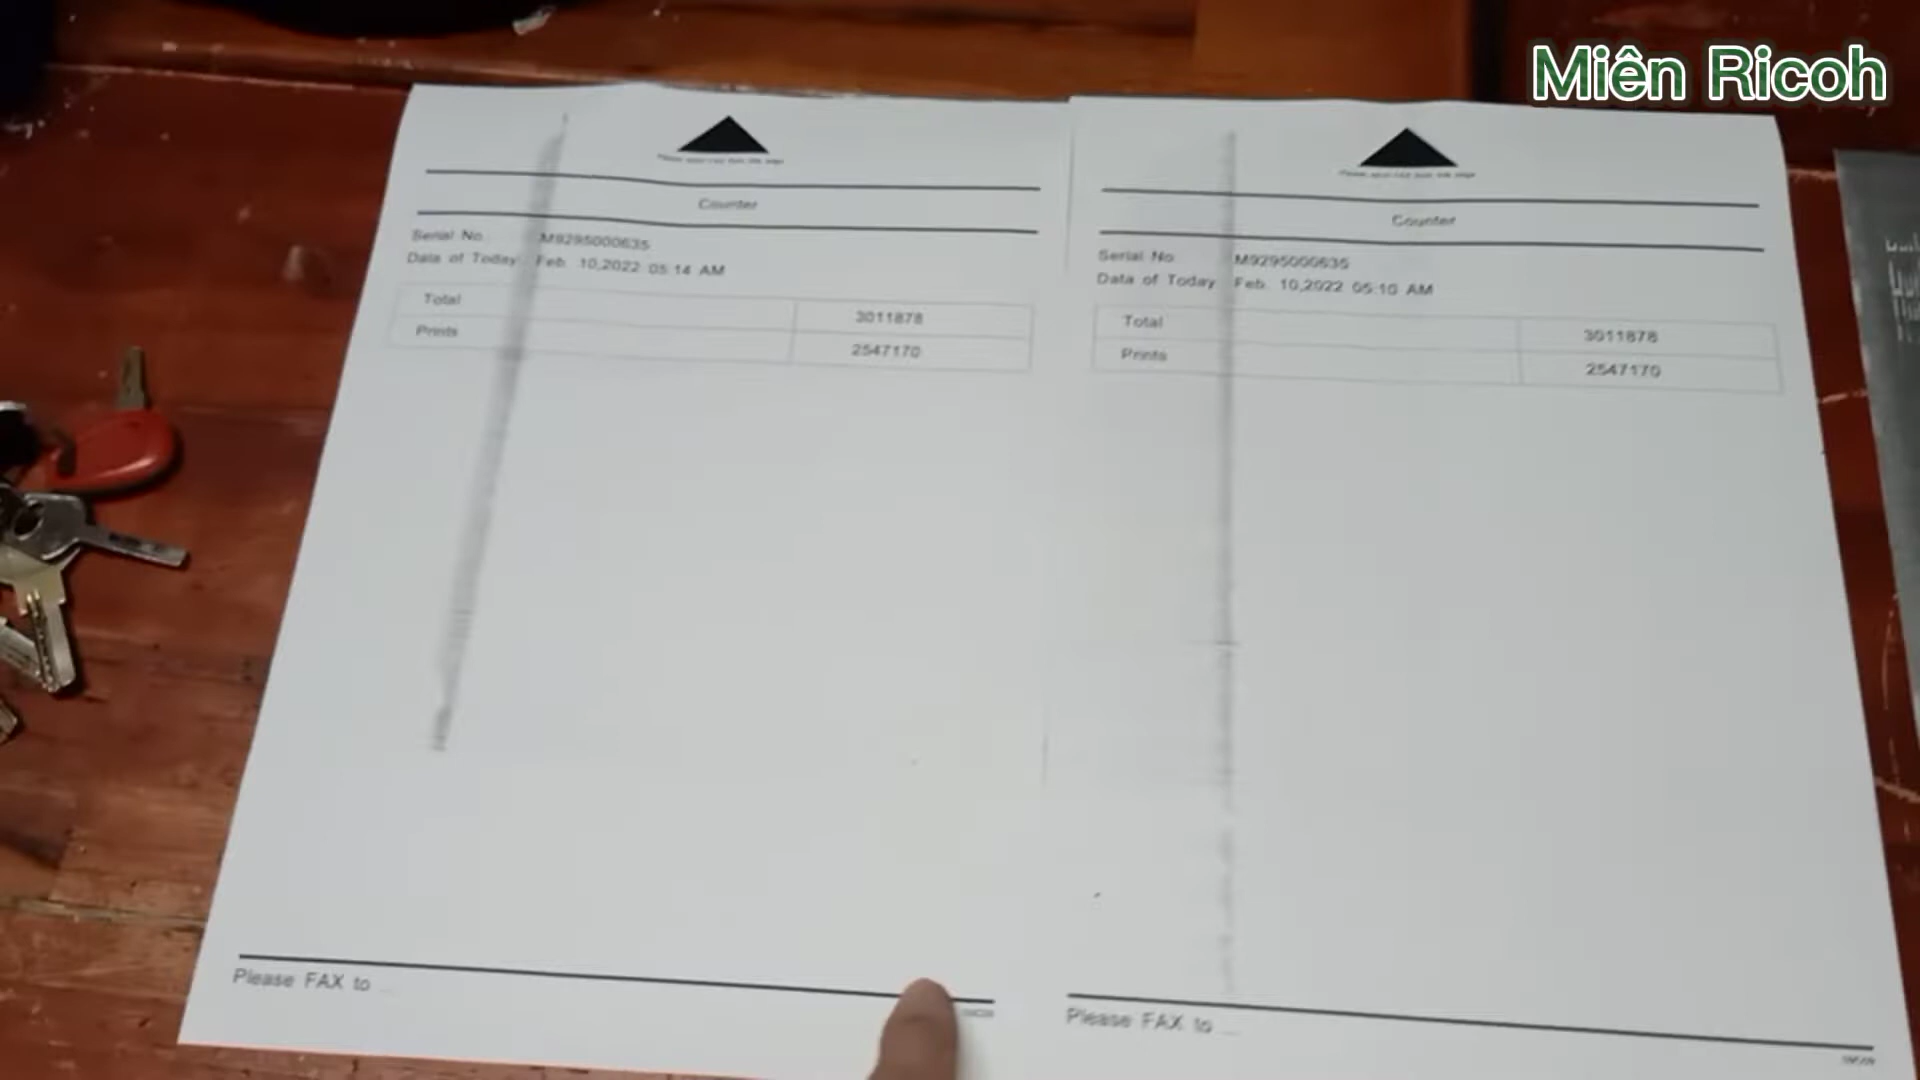 Miên Ricoh
Counter
Serial No. M9295000635
Data of Today Feb. 10,2022 05:14 AM
Total 3011878
Prints 2547170
Please FAX to ...
Counter
Serial No. M9295000635
Data of Today Feb. 10,2022 05:10 AM
Total 3011878
Prints 2547170
Please FAX to ...